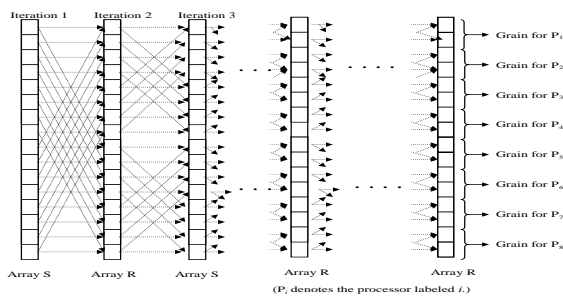 Iteration 1 Iteration 2 Iteration 3
Grain for P₁
Grain for P₂
Grain for P₃
Grain for P₄
Grain for P₅
Grain for P₆
Grain for P₇
Grain for P₈
Array S Array R Array S Array R Array R
(Pᵢ denotes the processor labeled i.)